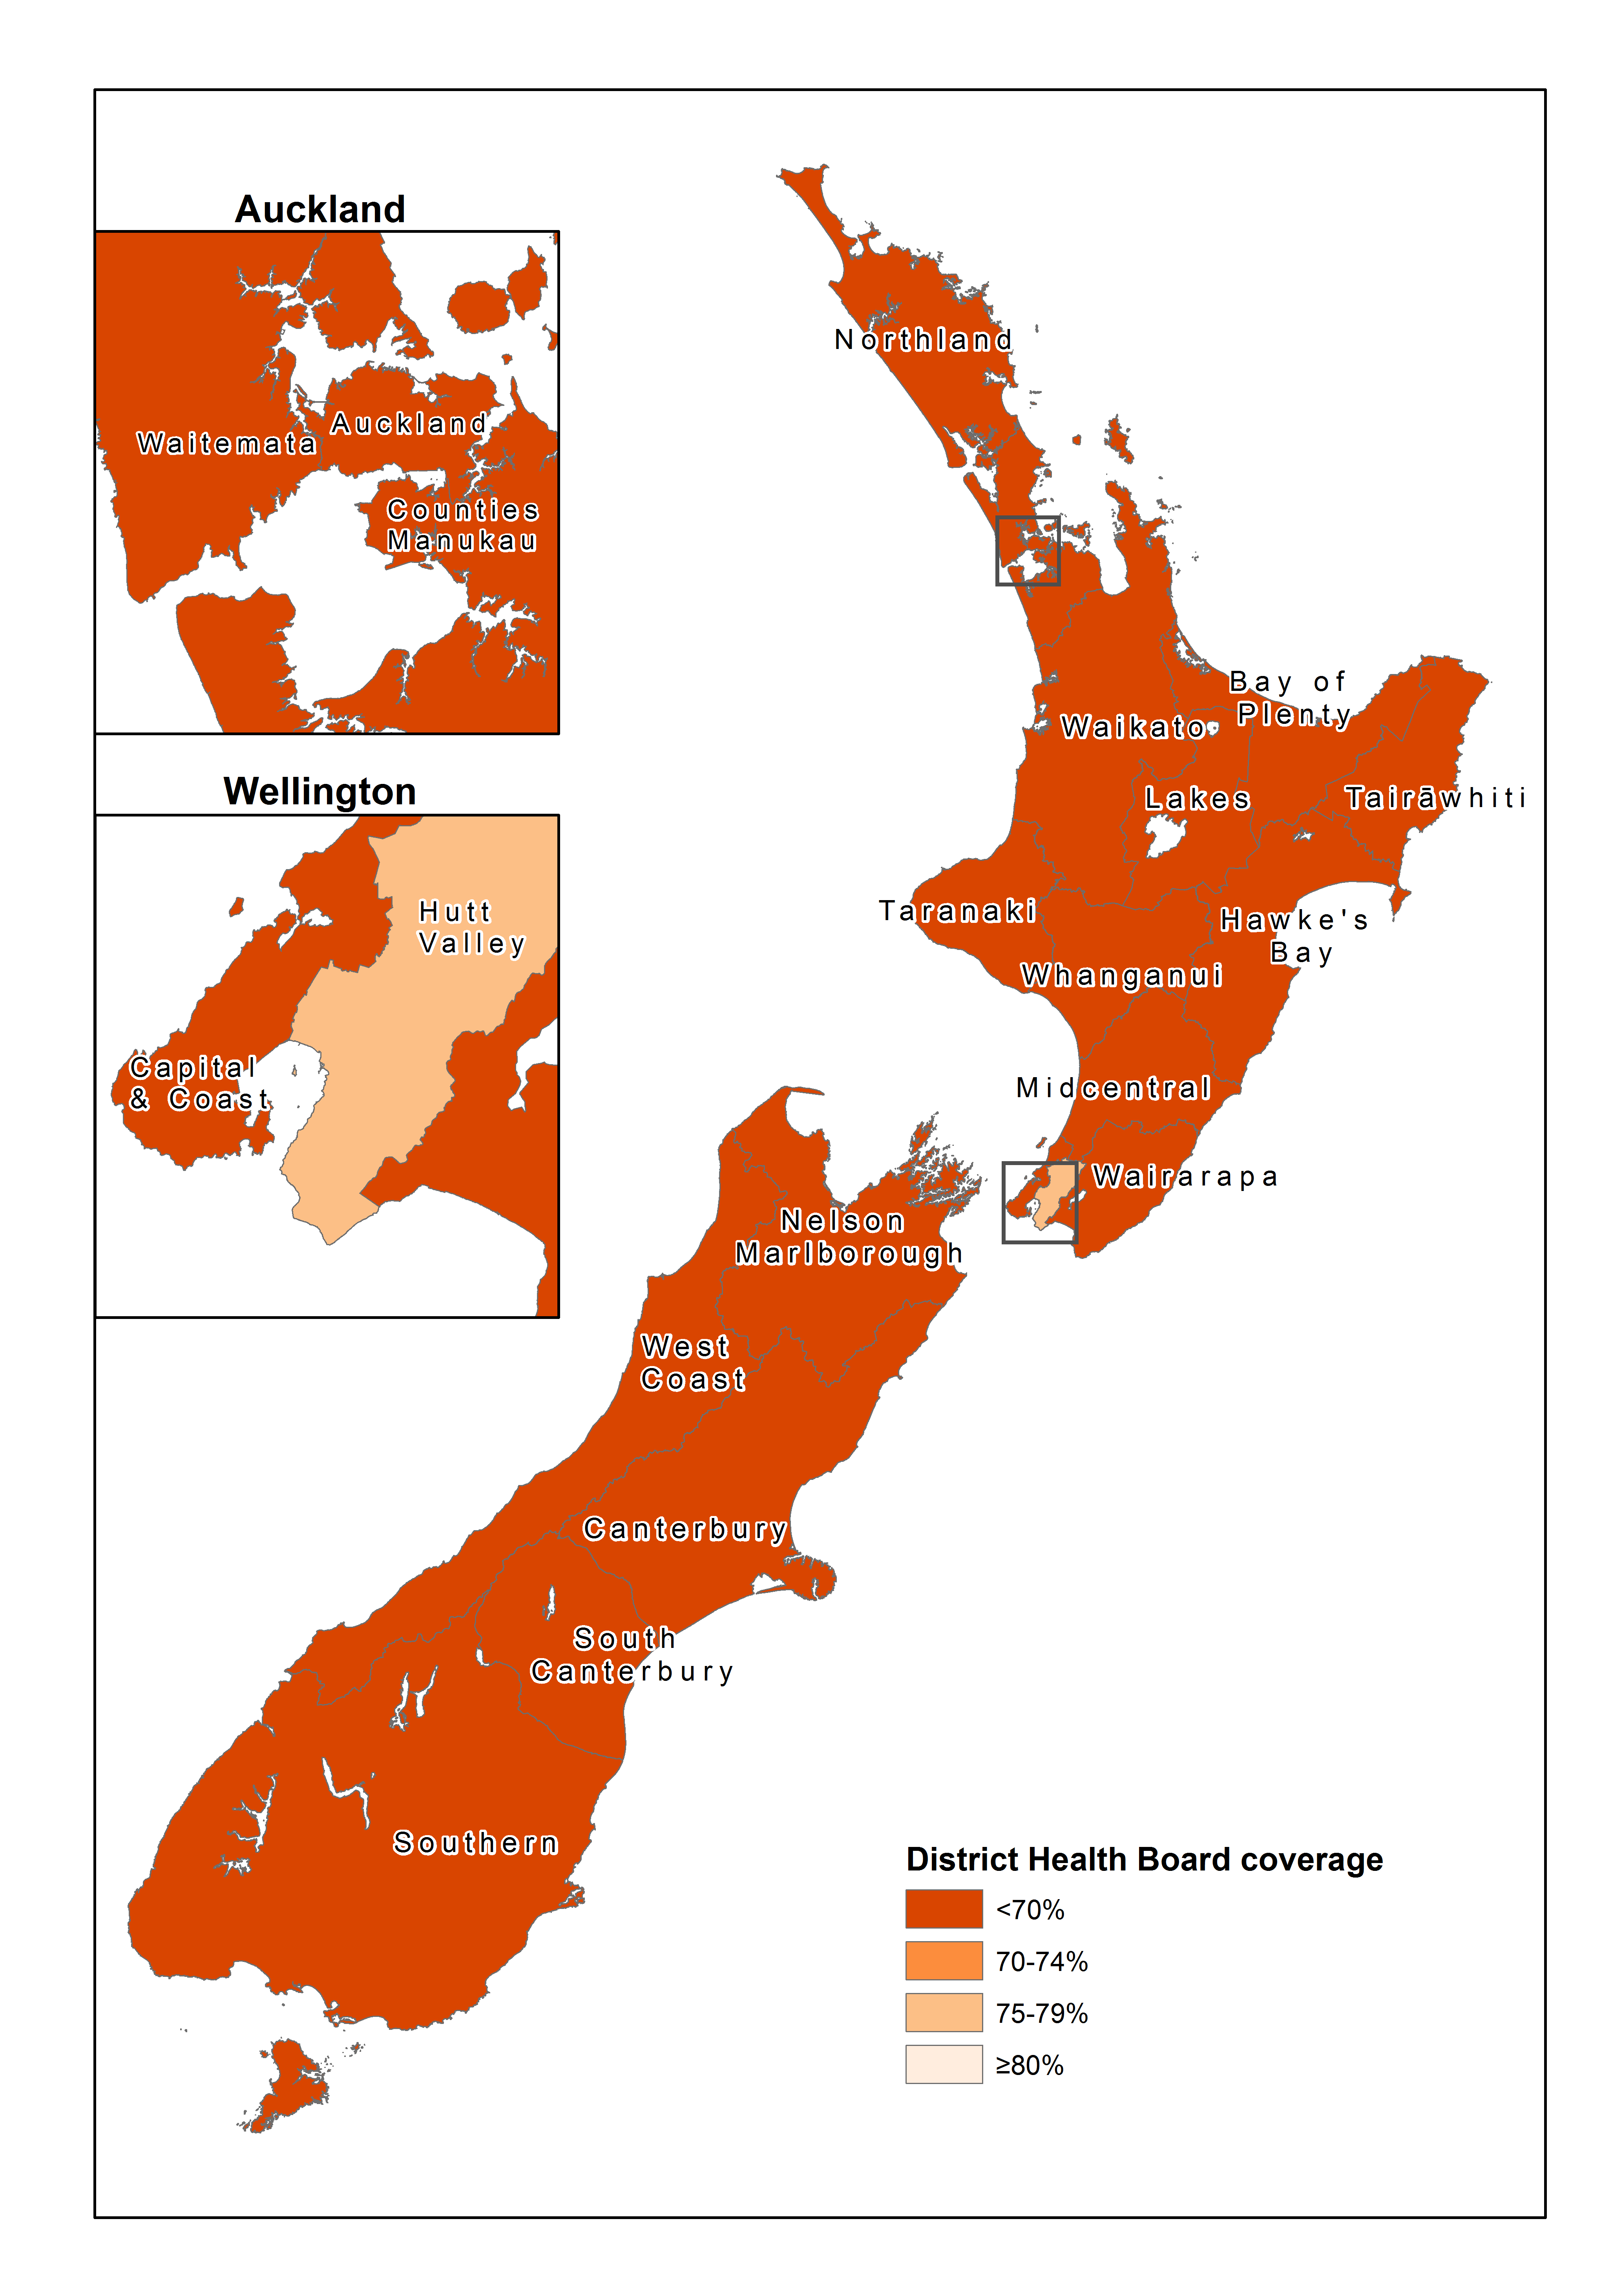 Auckland
Waitemata
Auckland
Counties
Manukau
Wellington
Hutt
Valley
Capital
& Coast
Northland
Bay of
Plenty
Waikato
Lakes
Tairāwhiti
Taranaki
Hawke's
Bay
Whanganui
Midcentral
Wairarapa
Nelson
Marlborough
West
Coast
Canterbury
South
Canterbury
Southern
District Health Board coverage
<70%
70-74%
75-79%
≥80%